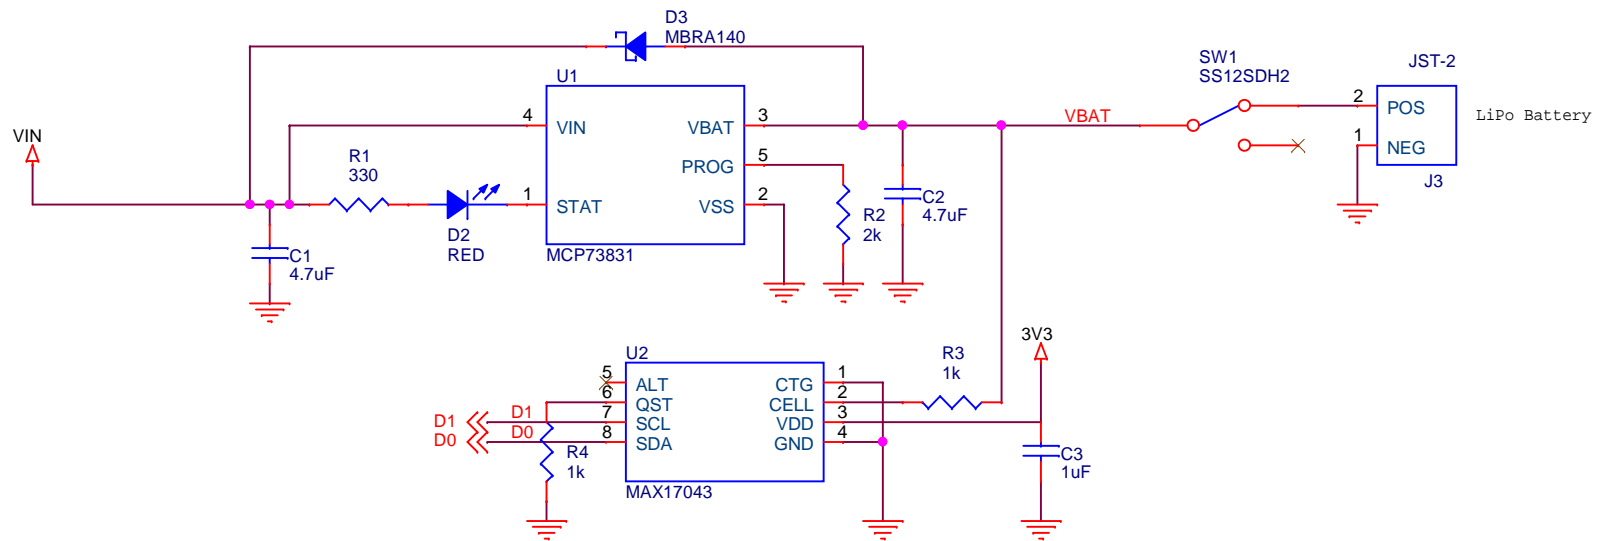 D3
MBRA140
U1
SW1
SS12SDH2
JST-2
VIN
4
VIN
VBAT
3
VBAT
2
POS
LiPo Battery
R1
330
PROG
5
1
NEG
J3
1
STAT
VSS
2
D2
RED
R2
2k
C2
4.7uF
C1
4.7uF
MCP73831
3V3
U2
R3
1k
5
ALT
CTG
1
6
QST
CELL
2
D1
D1
7
SCL
VDD
3
D0
D0
8
SDA
GND
4
R4
1k
C3
1uF
MAX17043